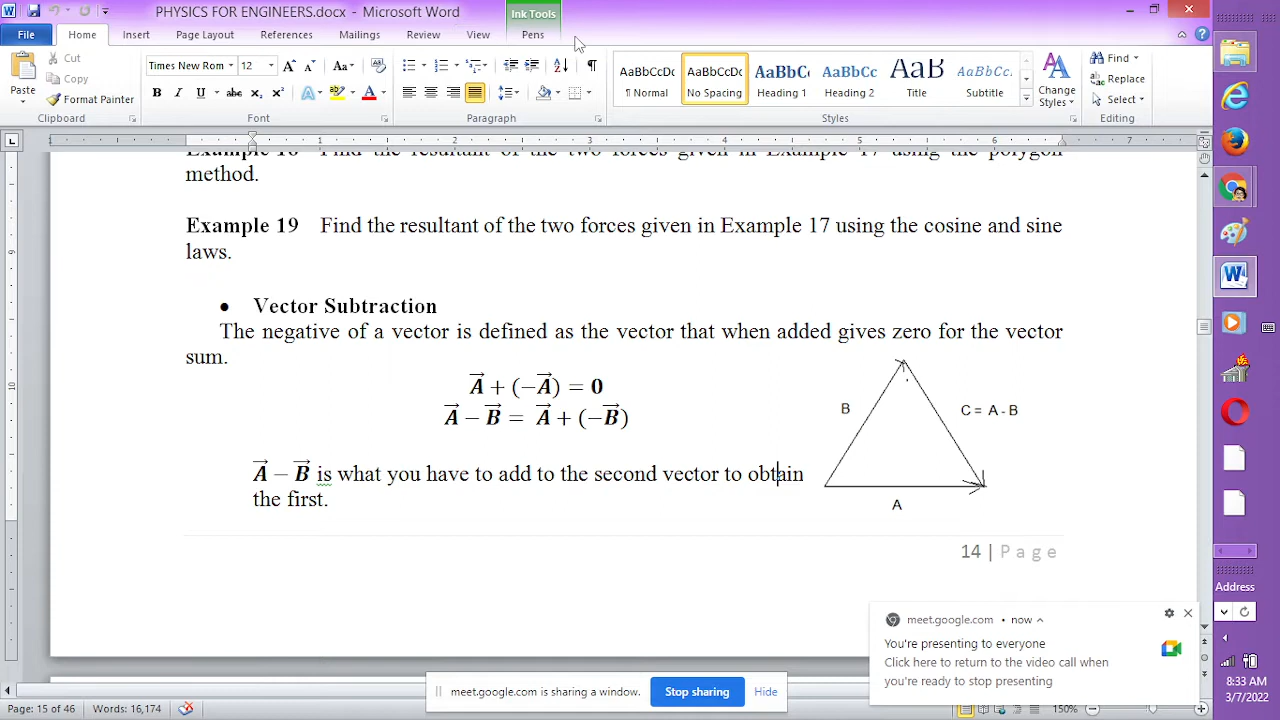 PHYSICS FOR ENGINEERS.docx - Microsoft Word
Ink Tools
File Home Insert Page Layout References Mailings Review View Pens
Cut
Copy
Format Painter
Paste
Clipboard
Times New Rom 12
Font
Paragraph
AaBbCcDc AaBbCcDc AaBbC AaBbCc AaB AaBbCcD
¶ Normal No Spacing Heading 1 Heading 2 Title Subtitle
Change Styles
Styles
Find
Replace
Select
Editing
method.
Example 19 Find the resultant of the two forces given in Example 17 using the cosine and sine
laws.
• Vector Subtraction
The negative of a vector is defined as the vector that when added gives zero for the vector
sum.
A⃗ + (−A⃗) = 0
A⃗ − B⃗ = A⃗ + (−B⃗)
B
C = A - B
A⃗ − B⃗ is what you have to add to the second vector to obtain
the first.
A
14 | Page
meet.google.com • now
You're presenting to everyone
Click here to return to the video call when
you're ready to stop presenting
meet.google.com is sharing a window. Stop sharing Hide
Page: 15 of 46 Words: 16,174
150%
Address
8:33 AM
3/7/2022